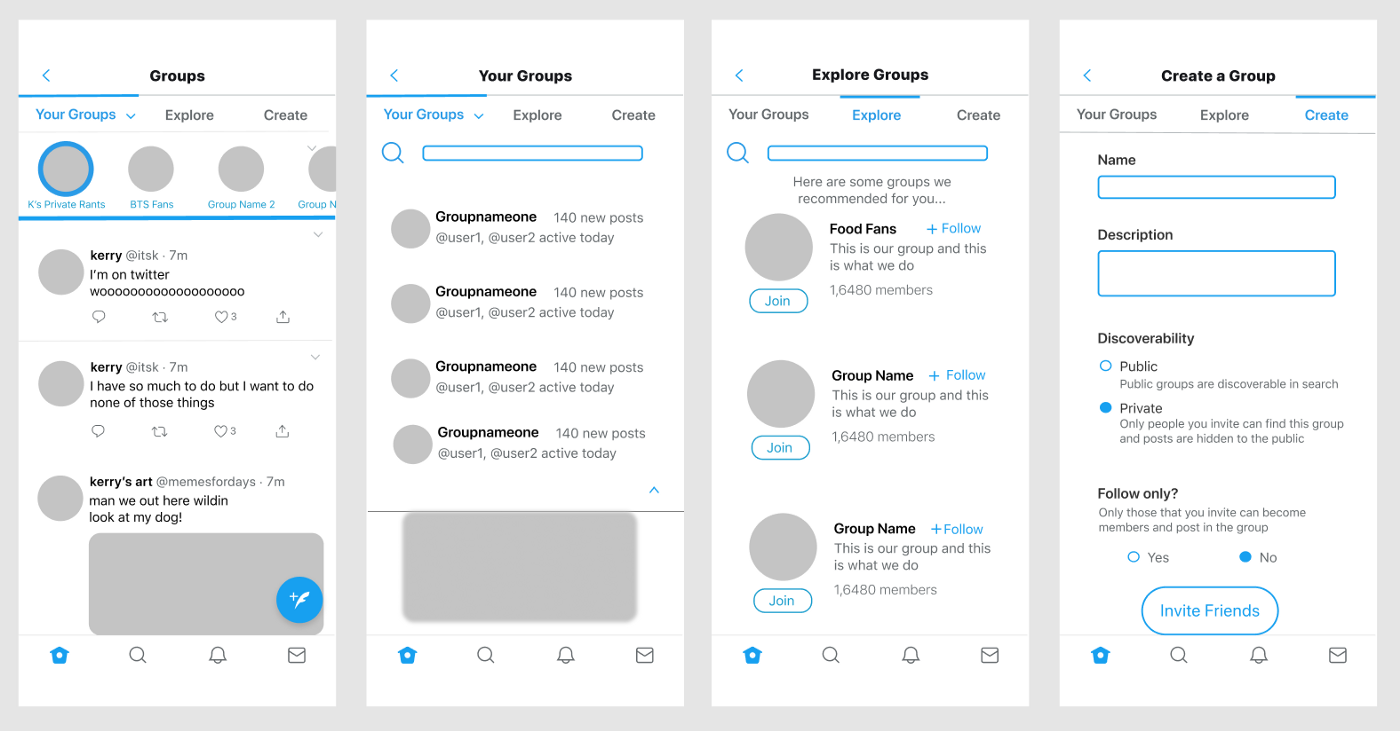 Groups
Your Groups Explore Create
K's Private Rants BTS Fans Group Name 2 Group N
kerry @itsk · 7m
I'm on twitter
woooooooooooooooooooo
3
kerry @itsk · 7m
I have so much to do but I want to do
none of those things
3
kerry's art @memesfordays · 7m
man we out here wildin
look at my dog!
Your Groups
Your Groups Explore Create
Groupnameone 140 new posts
@user1, @user2 active today
Groupnameone 140 new posts
@user1, @user2 active today
Groupnameone 140 new posts
@user1, @user2 active today
Groupnameone 140 new posts
@user1, @user2 active today
Explore Groups
Your Groups Explore Create
Here are some groups we
recommended for you...
Food Fans + Follow
This is our group and this
is what we do
1,6480 members
Join
Group Name + Follow
This is our group and this
is what we do
1,6480 members
Join
Group Name +Follow
This is our group and this
is what we do
1,6480 members
Join
Create a Group
Your Groups Explore Create
Name
Description
Discoverability
Public
Public groups are discoverable in search
Private
Only people you invite can find this group
and posts are hidden to the public
Follow only?
Only those that you invite can become
members and post in the group
Yes No
Invite Friends